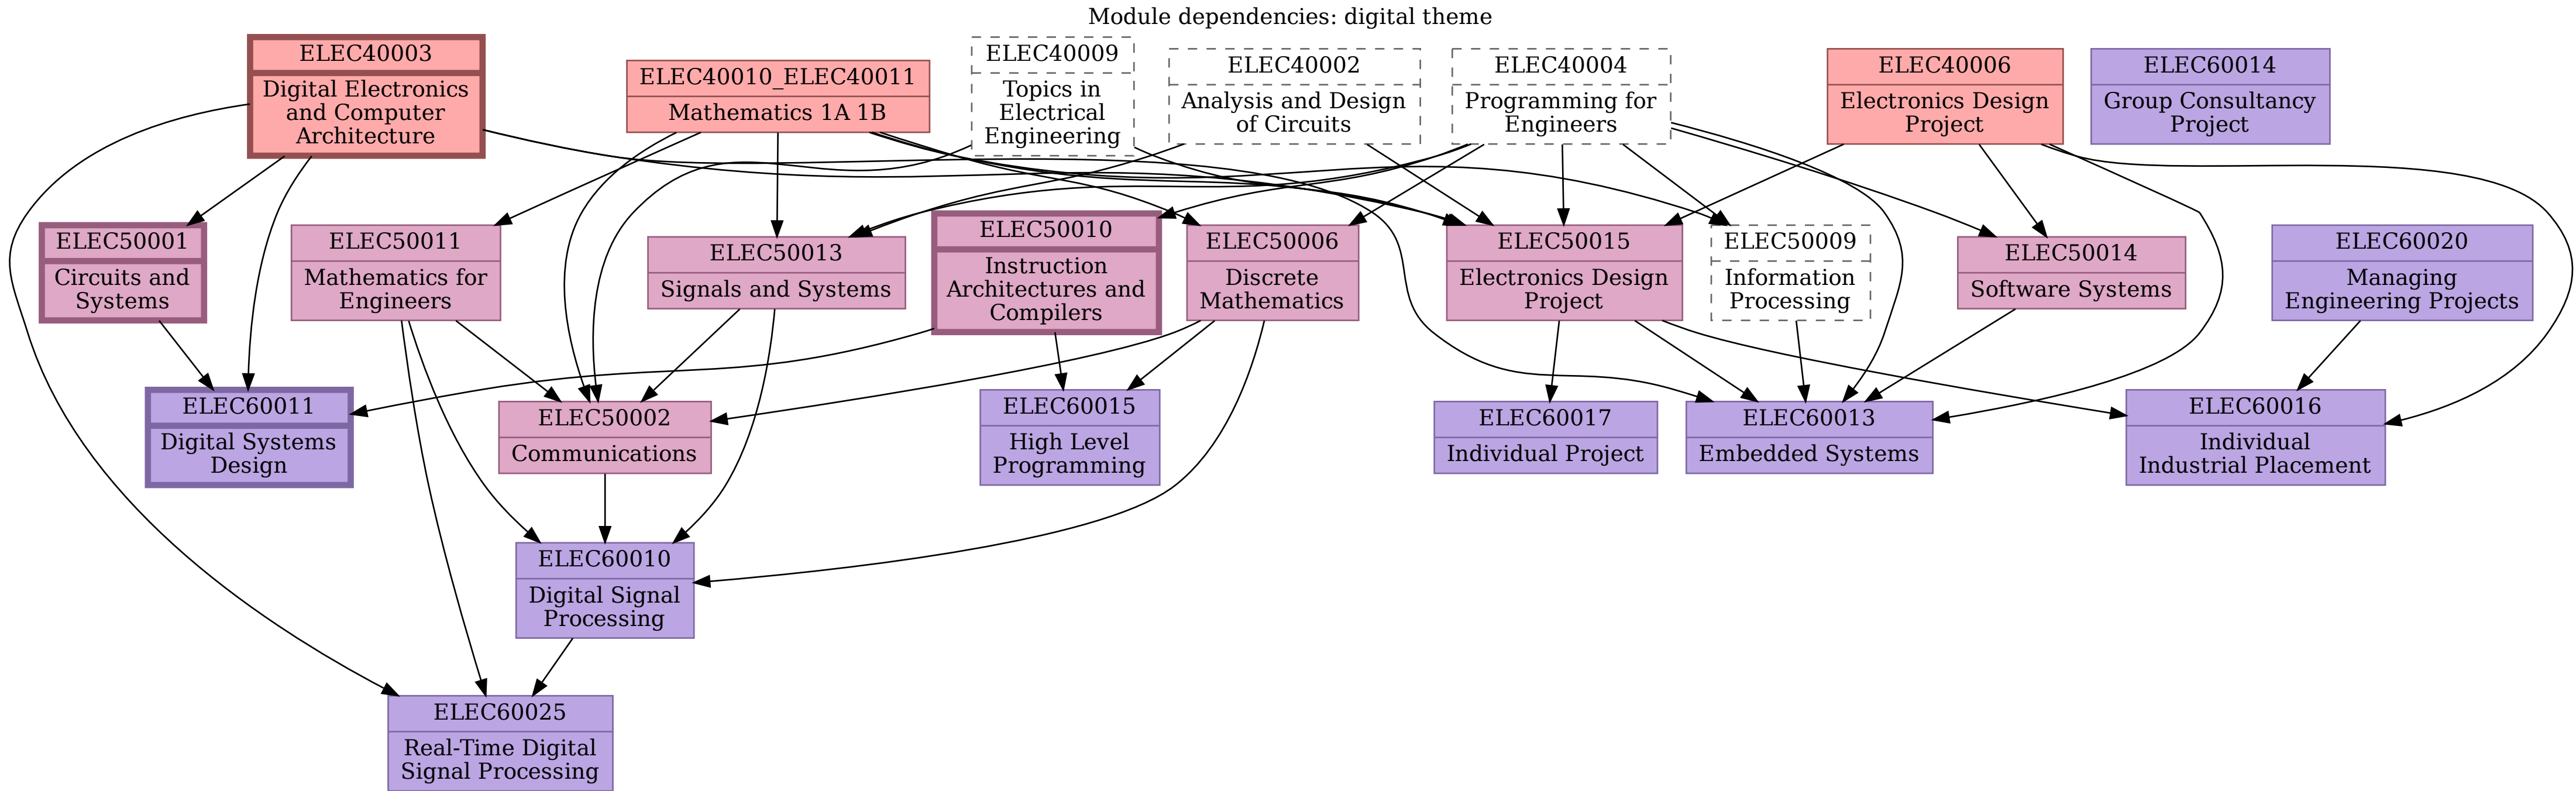 Module dependencies: digital theme
ELEC40003
Digital Electronics
and Computer
Architecture
ELEC40010_ELEC40011
Mathematics 1A 1B
ELEC40009
Topics in
Electrical
Engineering
ELEC40002
Analysis and Design
of Circuits
ELEC40004
Programming for
Engineers
ELEC40006
Electronics Design
Project
ELEC60014
Group Consultancy
Project
ELEC50001
Circuits and
Systems
ELEC50011
Mathematics for
Engineers
ELEC50013
Signals and Systems
ELEC50010
Instruction
Architectures and
Compilers
ELEC50006
Discrete
Mathematics
ELEC50015
Electronics Design
Project
ELEC50009
Information
Processing
ELEC50014
Software Systems
ELEC60020
Managing
Engineering Projects
ELEC60011
Digital Systems
Design
ELEC50002
Communications
ELEC60015
High Level
Programming
ELEC60017
Individual Project
ELEC60013
Embedded Systems
ELEC60016
Individual
Industrial Placement
ELEC60010
Digital Signal
Processing
ELEC60025
Real-Time Digital
Signal Processing